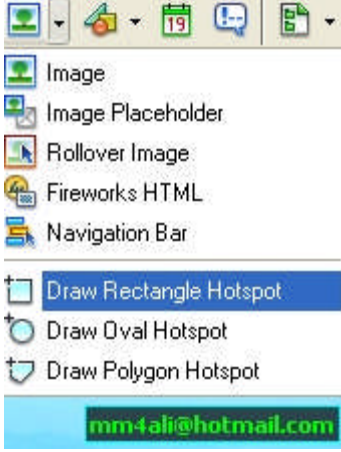 19
Image
Image Placeholder
Rollover Image
Fireworks HTML
Navigation Bar
Draw Rectangle Hotspot
Draw Oval Hotspot
Draw Polygon Hotspot
mm4ali@hotmail.com